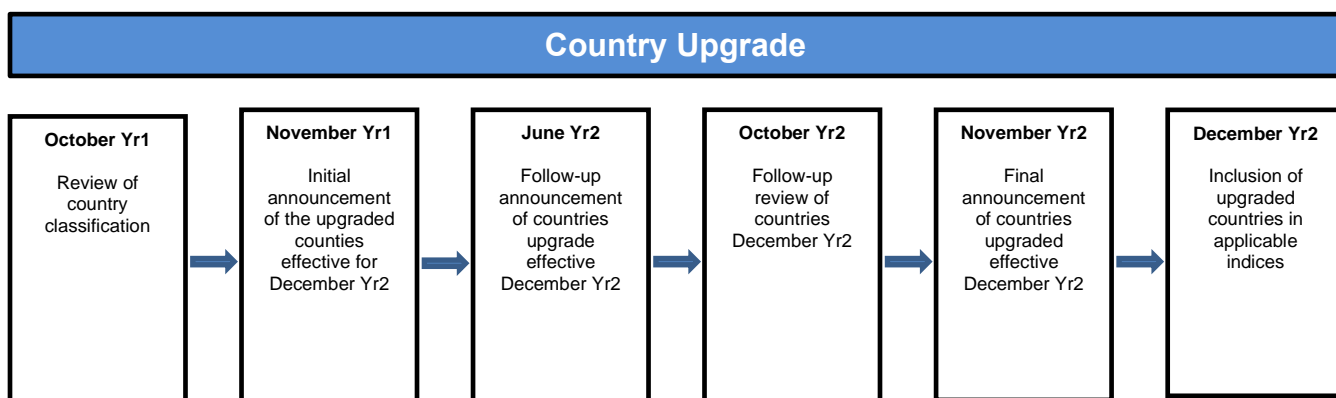 Country Upgrade
October Yr1
Review of
country
classification
November Yr1
Initial
announcement
of the upgraded
counties
effective for
December Yr2
June Yr2
Follow-up
announcement
of countries
upgrade
effective
December Yr2
October Yr2
Follow-up
review of
countries
December Yr2
November Yr2
Final
announcement
of countries
upgraded
effective
December Yr2
December Yr2
Inclusion of
upgraded
countries in
applicable
indices